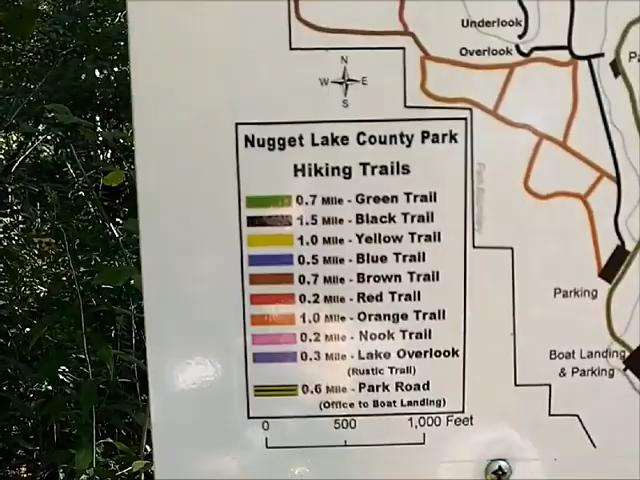 Underlook
Overlook
Pa
N
W E
S
Nugget Lake County Park
Hiking Trails
0.7 Mile - Green Trail
1.5 Mile - Black Trail
1.0 Mile - Yellow Trail
0.5 Mile - Blue Trail
0.7 Mile - Brown Trail
0.2 Mile - Red Trail
1.0 Mile - Orange Trail
0.2 Mile - Nook Trail
0.3 Mile - Lake Overlook
(Rustic Trail)
0.6 Mile - Park Road
(Office to Boat Landing)
0 500 1,000 Feet
Park Boundary
Parking
Boat Landing
& Parking